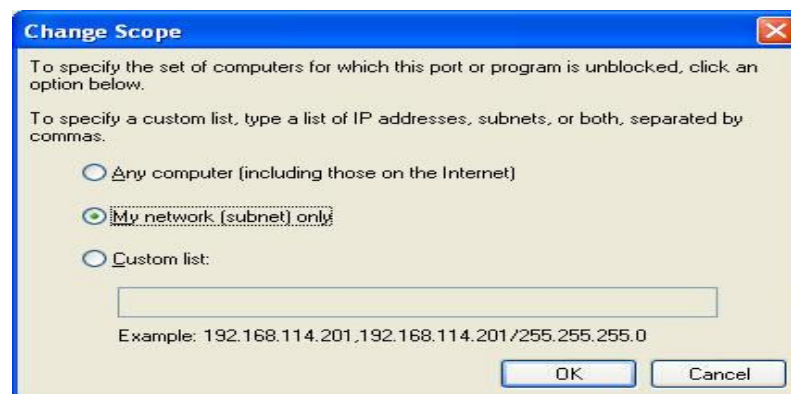 Change Scope
To specify the set of computers for which this port or program is unblocked, click an
option below.
To specify a custom list, type a list of IP addresses, subnets, or both, separated by
commas.
Any computer (including those on the Internet)
My network (subnet) only
Custom list:
Example: 192.168.114.201,192.168.114.201/255.255.255.0
OK Cancel